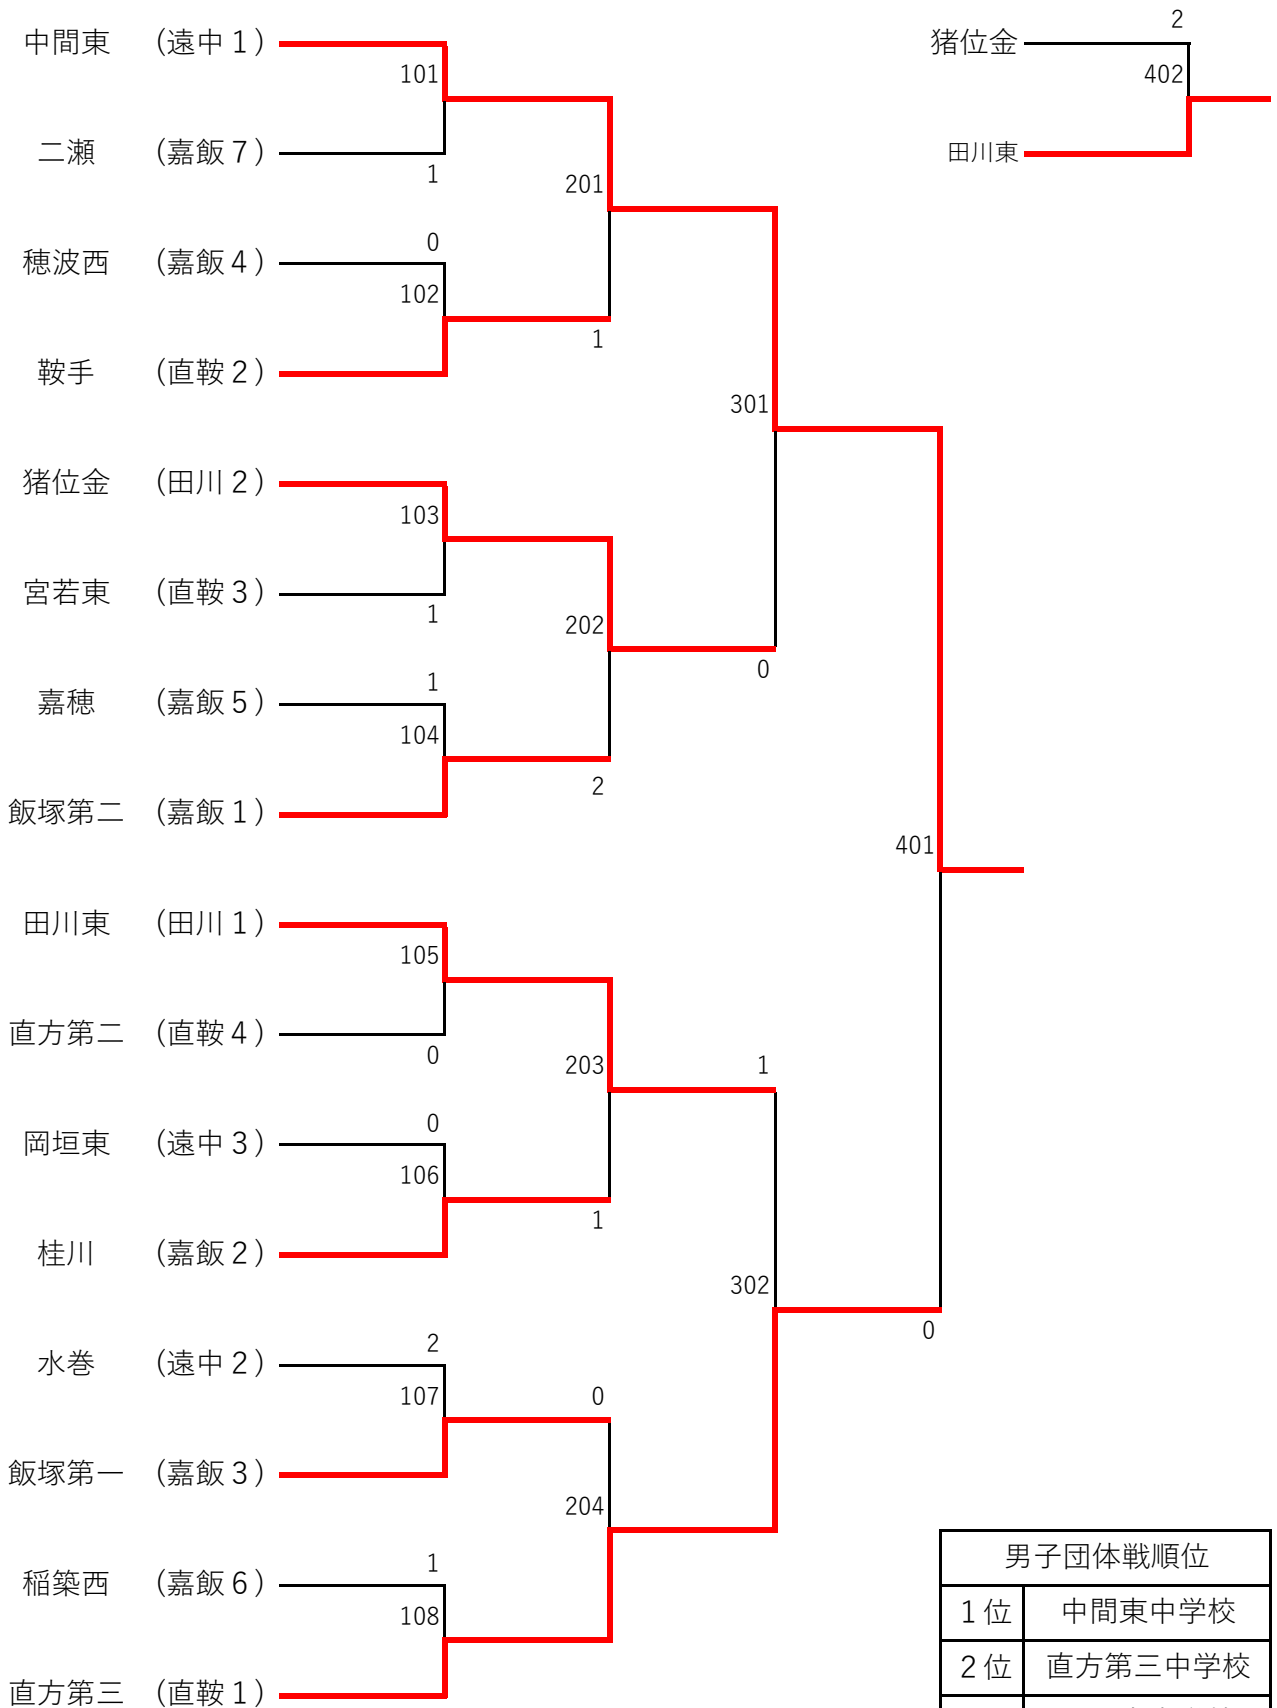 中間東 （遠中１）
101
二瀬 （嘉飯７）
1
201
穂波西 （嘉飯４）
0
102
鞍手 （直鞍２）
1
301
猪位金 （田川２）
103
宮若東 （直鞍３）
1
202
0
嘉穂 （嘉飯５）
1
104
飯塚第二 （嘉飯１）
2
401
田川東 （田川１）
105
直方第二 （直鞍４）
0
203
1
岡垣東 （遠中３）
0
106
桂川 （嘉飯２）
1
302
0
水巻 （遠中２）
2
107
0
飯塚第一 （嘉飯３）
204
稲築西 （嘉飯６）
1
108
直方第三 （直鞍１）
猪位金
2
402
田川東
男子団体戦順位
１位 中間東中学校
２位 直方第三中学校